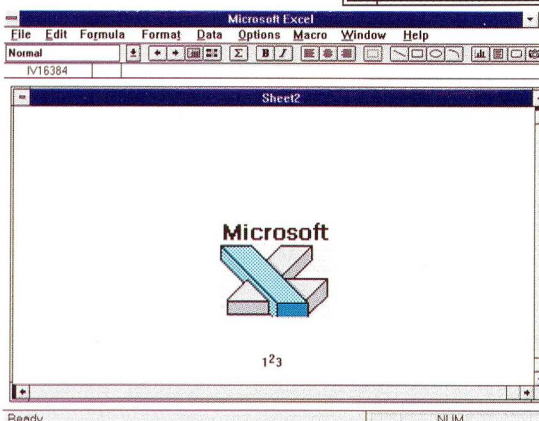 Microsoft Excel
File Edit Formula Format Data Options Macro Window Help
Normal Σ B I
IV16384
Sheet2
Microsoft
1²3
Ready NUM